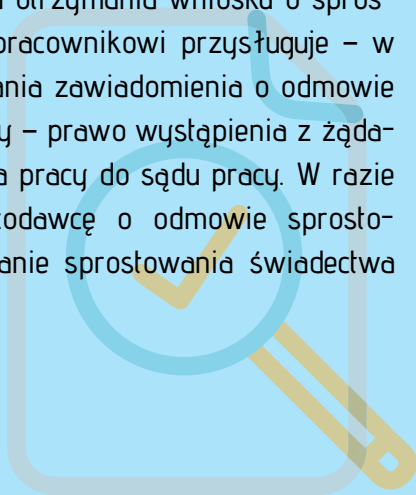 otrzymania wniosku o spros-
pracownikowi przysługuje – w
ania zawiadomienia o odmowie
y – prawo wystąpienia z żąda-
a pracy do sądu pracy. W razie
codawcę o odmowie sprosto-
anie sprostowania świadectwa